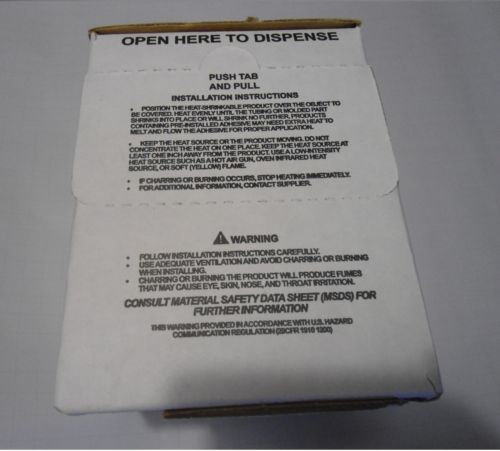 OPEN HERE TO DISPENSE
PUSH TAB
AND PULL
INSTALLATION INSTRUCTIONS
• POSITION THE HEAT-SHRINKABLE PRODUCT OVER THE OBJECT TO
BE COVERED. HEAT EVENLY UNTIL THE TUBING OR MOLDED PART
SHRINKS INTO PLACE OR WILL SHRINK NO FURTHER, PRODUCTS
CONTAINING PRE-INSTALLED ADHESIVE MAY NEED EXTRA HEAT TO
MELT AND FLOW THE ADHESIVE FOR PROPER APPLICATION.
• KEEP THE HEAT SOURCE OR THE PRODUCT MOVING. DO NOT
CONCENTRATE THE HEAT ON ONE PLACE. KEEP THE HEAT SOURCE AT
LEAST ONE INCH AWAY FROM THE PRODUCT. USE A LOW-INTENSITY
HEAT SOURCE SUCH AS A HOT AIR GUN, OVEN INFRARED HEAT
SOURCE, OR SOFT (YELLOW) FLAME.
• IF CHARRING OR BURNING OCCURS, STOP HEATING IMMEDIATELY.
• FOR ADDITIONAL INFORMATION, CONTACT SUPPLIER.
WARNING
• FOLLOW INSTALLATION INSTRUCTIONS CAREFULLY.
• USE ADEQUATE VENTILATION AND AVOID CHARRING OR BURNING
WHEN INSTALLING.
• CHARRING OR BURNING THE PRODUCT WILL PRODUCE FUMES
THAT MAY CAUSE EYE, SKIN, NOSE, AND THROAT IRRITATION.
CONSULT MATERIAL SAFETY DATA SHEET (MSDS) FOR
FURTHER INFORMATION
THIS WARNING PROVIDED IN ACCORDANCE WITH U.S. HAZARD
COMMUNICATION REGULATION (29CFR 1910 1200)